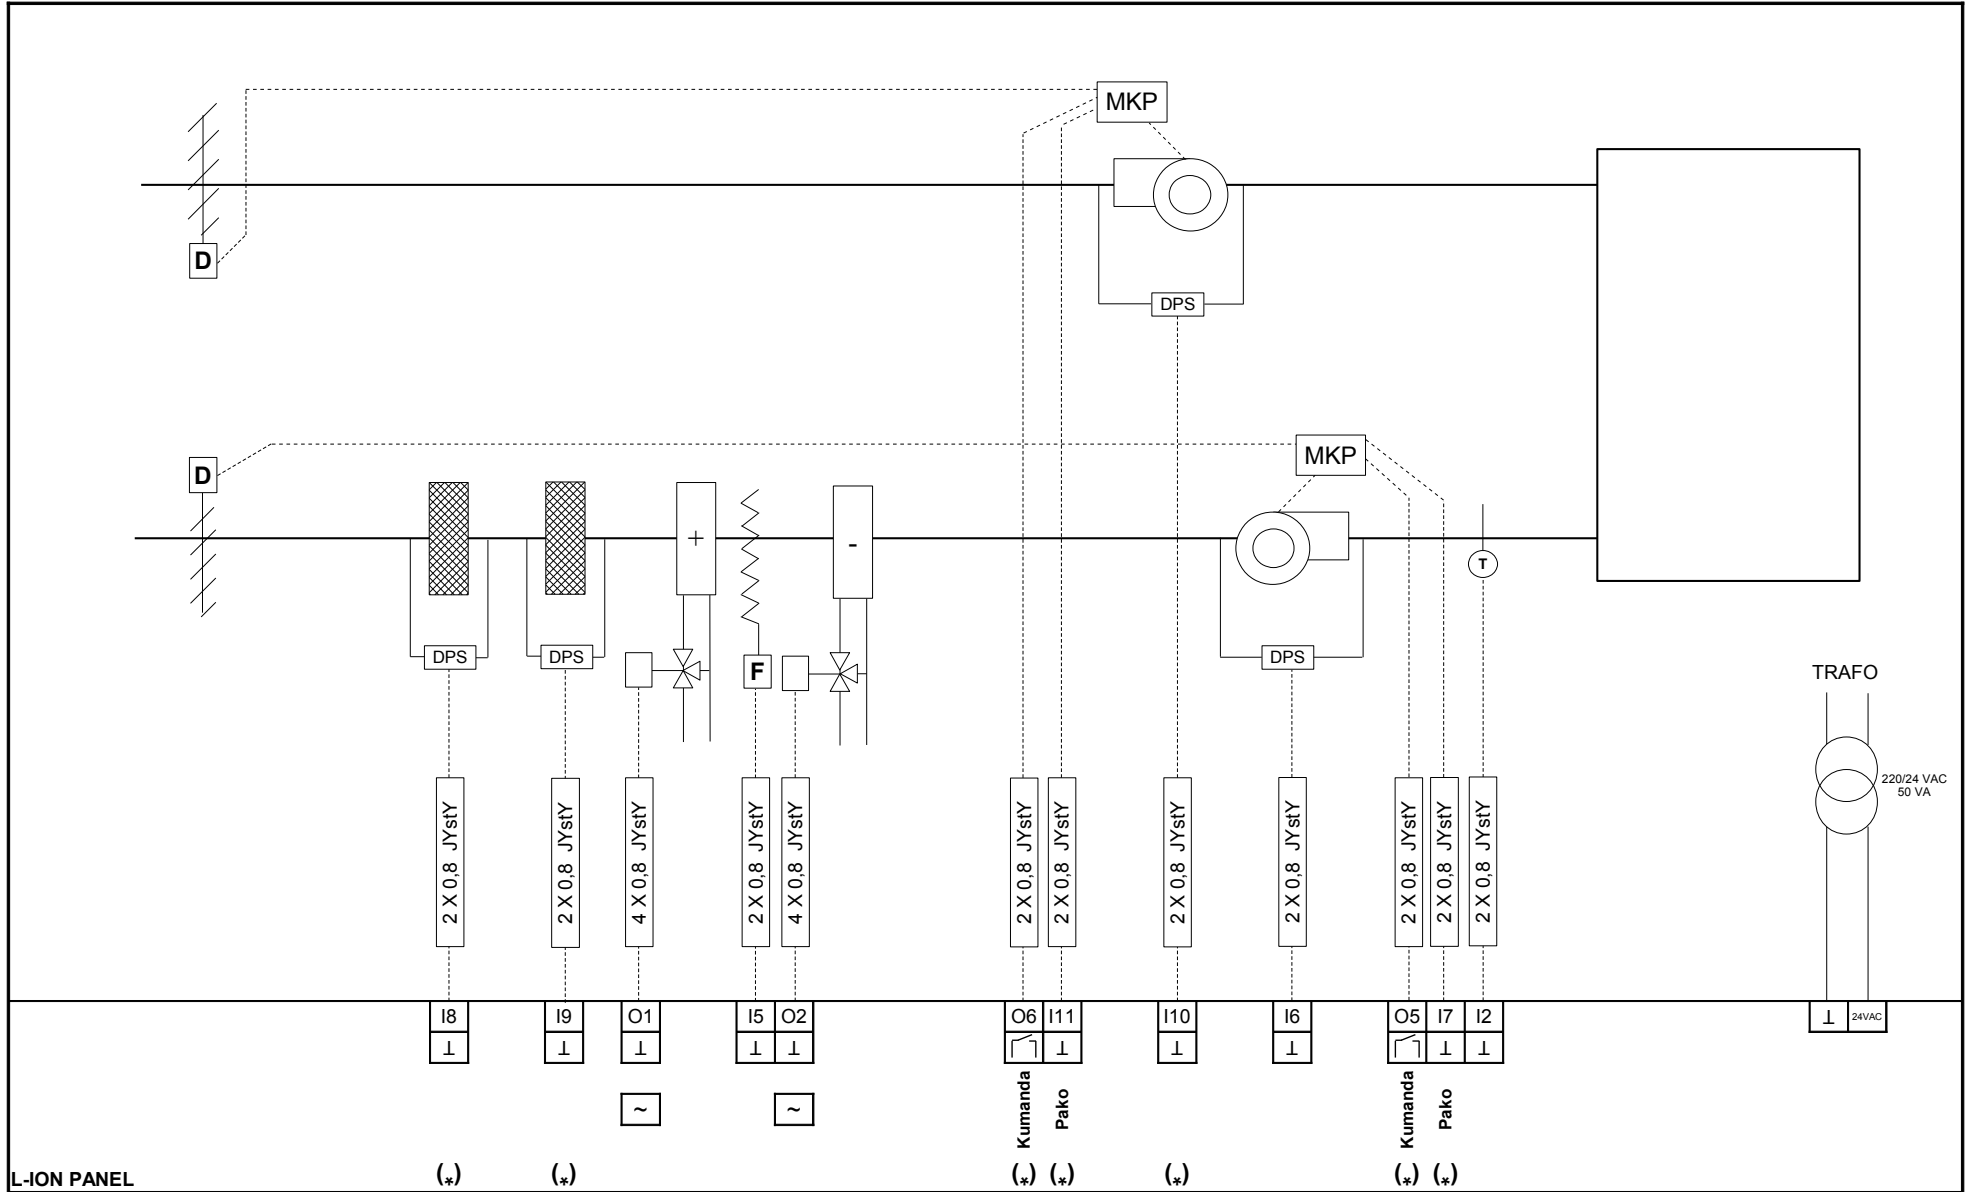 MKP
D
DPS
MKP
D
+
-
T
DPS
DPS
F
DPS
TRAFO
220/24 VAC
50 VA
2 X 0,8 JYstY
2 X 0,8 JYstY
4 X 0,8 JYstY
2 X 0,8 JYstY
4 X 0,8 JYstY
2 X 0,8 JYstY
2 X 0,8 JYstY
2 X 0,8 JYstY
2 X 0,8 JYstY
2 X 0,8 JYstY
2 X 0,8 JYstY
2 X 0,8 JYstY
I8 I9 O1 I5 O2 O6 I11 I10 I6 O5 I7 I2 ⊥ 24VAC
⊥ ⊥ ⊥ ⊥ ⊥ ⊥ ⊥ ⊥ ⊥ ⊥
~ ~
Kumanda
Pako
Kumanda
Pako
(*) (*) (*) (*) (*) (*) (*)
L-ION PANEL